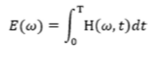 E(ω) = ∫₀ᵀ H(ω,t)dt